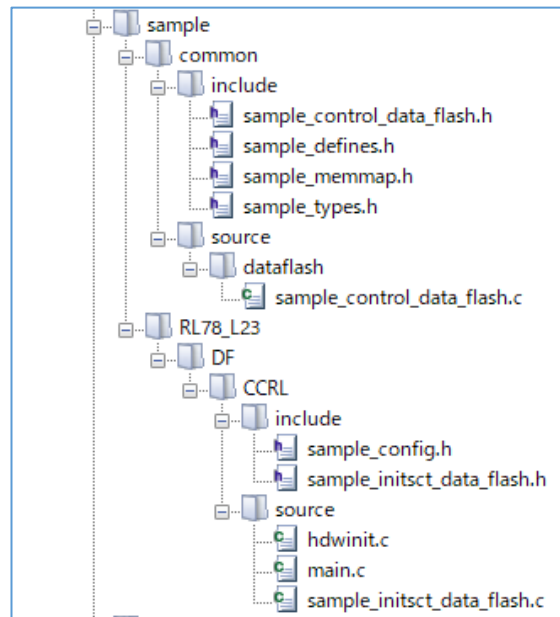 sample
common
include
sample_control_data_flash.h
sample_defines.h
sample_memmap.h
sample_types.h
source
dataflash
sample_control_data_flash.c
RL78_L23
DF
CCRL
include
sample_config.h
sample_initsct_data_flash.h
source
hdwinit.c
main.c
sample_initsct_data_flash.c